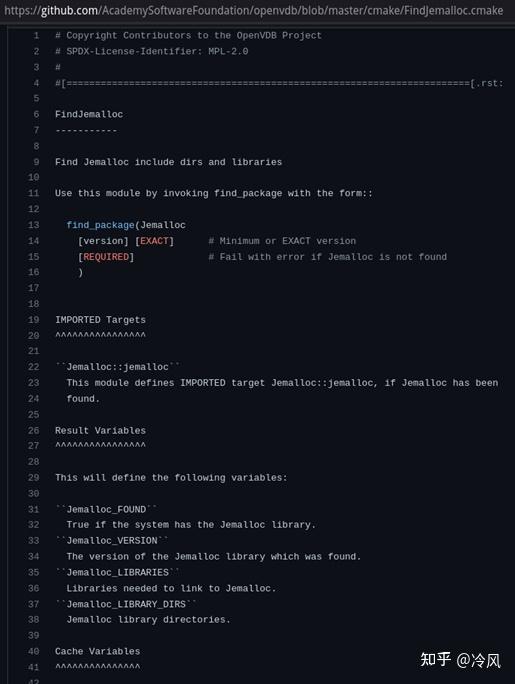 https://github.com/AcademySoftwareFoundation/openvdb/blob/master/cmake/FindJemalloc.cmake
1 # Copyright Contributors to the OpenVDB Project
2 # SPDX-License-Identifier: MPL-2.0
3 #
4 #[=======================================================================[.rst:
5
6 FindJemalloc
7 -----------
8
9 Find Jemalloc include dirs and libraries
10
11 Use this module by invoking find_package with the form::
12
13   find_package(Jemalloc
14     [version] [EXACT]      # Minimum or EXACT version
15     [REQUIRED]             # Fail with error if Jemalloc is not found
16     )
17
18
19 IMPORTED Targets
20 ^^^^^^^^^^^^^^^^
21
22 ``Jemalloc::jemalloc``
23   This module defines IMPORTED target Jemalloc::jemalloc, if Jemalloc has been
24   found.
25
26 Result Variables
27 ^^^^^^^^^^^^^^^^
28
29 This will define the following variables:
30
31 ``Jemalloc_FOUND``
32   True if the system has the Jemalloc library.
33 ``Jemalloc_VERSION``
34   The version of the Jemalloc library which was found.
35 ``Jemalloc_LIBRARIES``
36   Libraries needed to link to Jemalloc.
37 ``Jemalloc_LIBRARY_DIRS``
38   Jemalloc library directories.
39
40 Cache Variables
41 ^^^^^^^^^^^^^^^
42
知乎 @冷风